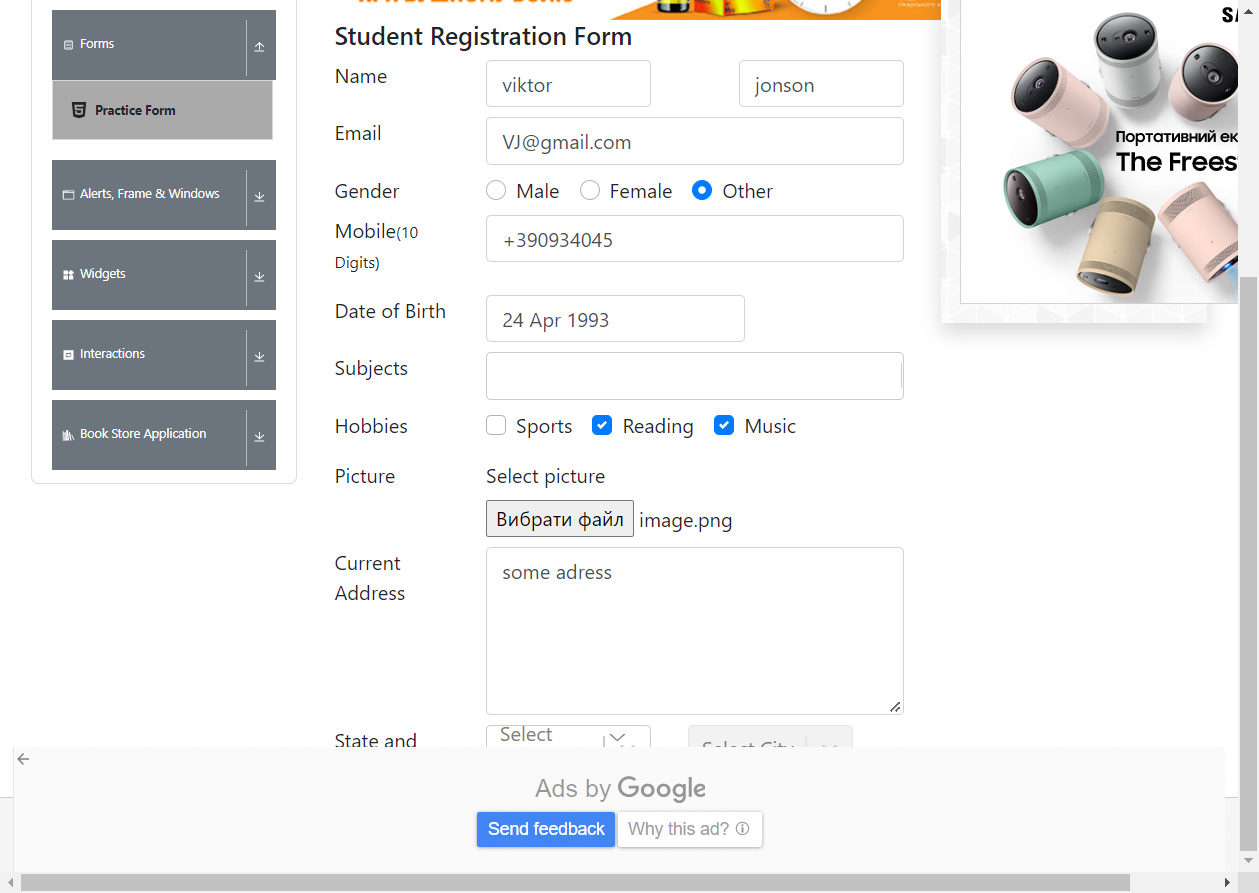 Forms
Practice Form
Alerts, Frame & Windows
Widgets
Interactions
Book Store Application
Student Registration Form
Name
viktor
jonson
Email
VJ@gmail.com
Gender
Male
Female
Other
Mobile(10
Digits)
+390934045
Date of Birth
24 Apr 1993
Subjects
Hobbies
Sports
Reading
Music
Picture
Select picture
Вибрати файл
image.png
Current
Address
some adress
State and
Select
Select City
SA
Портативний ек
The Freest
Ads by Google
Send feedback
Why this ad?